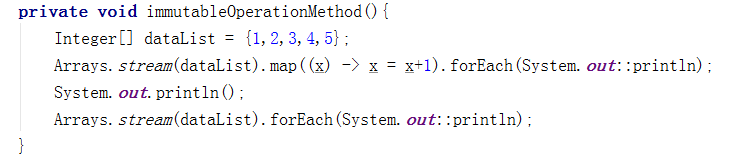 private void immutableOperationMethod(){
Integer[] dataList = {1,2,3,4,5};
Arrays.stream(dataList).map((x) -> x = x+1).forEach(System.out::println);
System.out.println();
Arrays.stream(dataList).forEach(System.out::println);
}